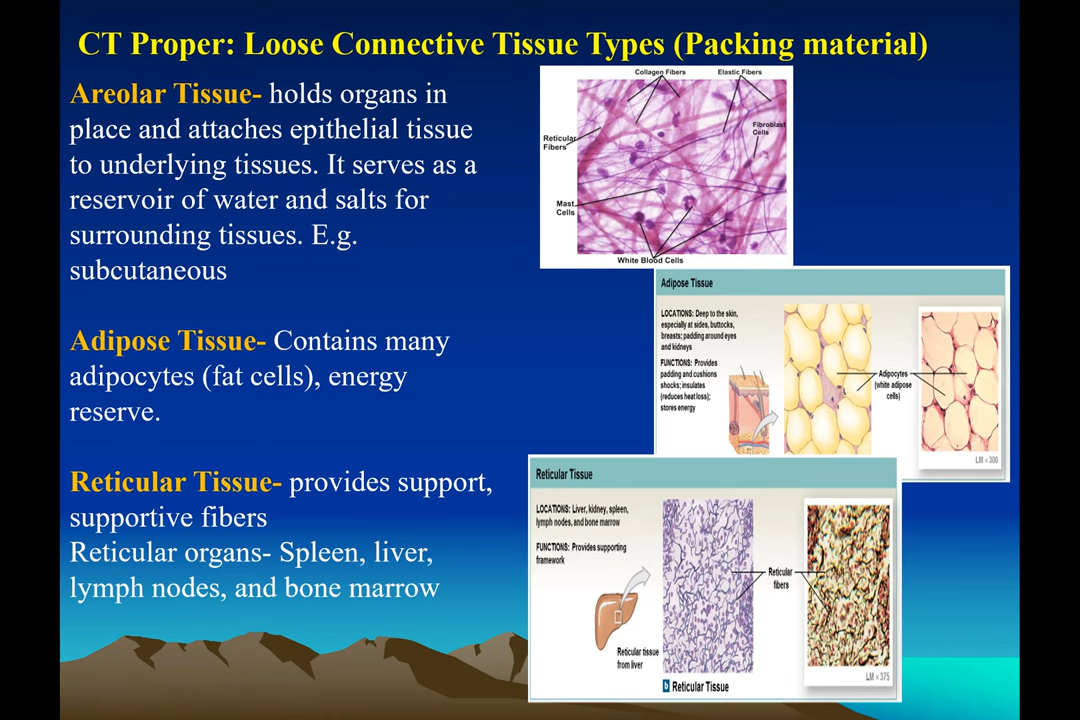 CT Proper: Loose Connective Tissue Types (Packing material)
Areolar Tissue- holds organs in
place and attaches epithelial tissue
to underlying tissues. It serves as a
reservoir of water and salts for
surrounding tissues. E.g.
subcutaneous
Adipose Tissue- Contains many
adipocytes (fat cells), energy
reserve.
Reticular Tissue- provides support,
supportive fibers
Reticular organs- Spleen, liver,
lymph nodes, and bone marrow
Collagen Fibers
Elastic Fibers
Reticular
Fibers
Fibroblast
Cells
Mast
Cells
White Blood Cells
Adipose Tissue
LOCATIONS: Deep to the skin,
especially at sides, buttocks,
breasts; padding around eyes
and kidneys
FUNCTIONS: Provides
padding and cushions
shocks; insulates
(reduces heat loss);
stores energy
Adipocytes
(white adipose
cells)
LM × 300
Reticular Tissue
LOCATIONS: Liver, kidney, spleen,
lymph nodes, and bone marrow
FUNCTIONS: Provides supporting
framework
Reticular
fibers
Reticular tissue
from liver
LM × 375
b Reticular Tissue